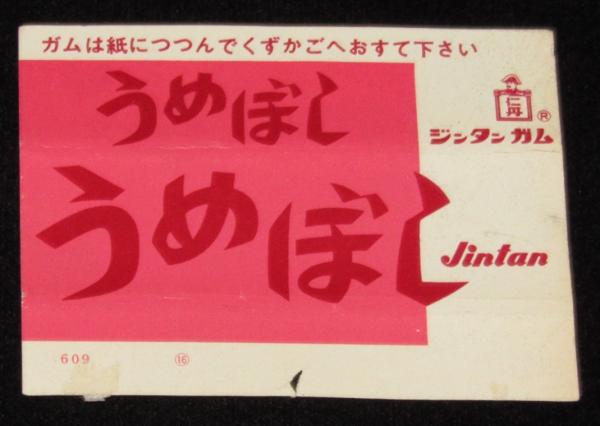 ガムは紙につつんでくずかごへおすて下さい
うめぼし
仁丹
®
ジンタンガム
うめぼし
Jintan
609 ⑯